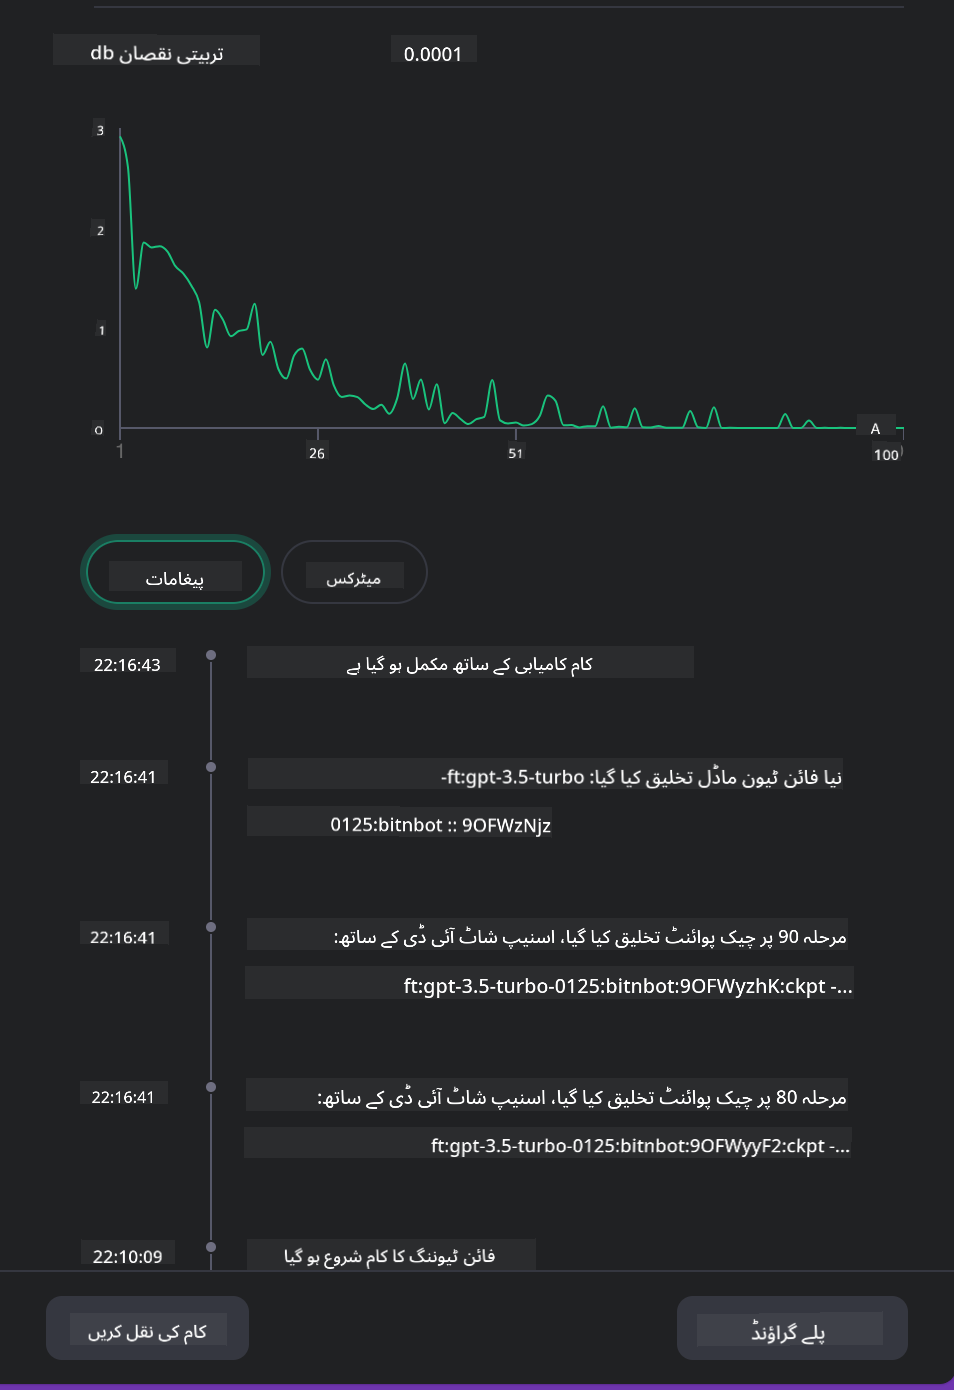 تربیتی نقصان db
0.0001
3
2
1
0
A
1
26
51
100
پیغامات
میٹرکس
22:16:43
کام کامیابی کے ساتھ مکمل ہو گیا ہے
22:16:41
نیا فائن ٹیون ماڈل تخلیق کیا گیا: ft:gpt-3.5-turbo-
0125:bitnbot :: 9OFWzNjz
22:16:41
مرحلہ 90 پر چیک پوائنٹ تخلیق کیا گیا، اسنیپ شاٹ آئی ڈی کے ساتھ:
ft:gpt-3.5-turbo-0125:bitnbot:9OFWyzhK:ckpt -...
22:16:41
مرحلہ 80 پر چیک پوائنٹ تخلیق کیا گیا، اسنیپ شاٹ آئی ڈی کے ساتھ:
ft:gpt-3.5-turbo-0125:bitnbot:9OFWyyF2:ckpt -...
22:10:09
فائن ٹیوننگ کا کام شروع ہو گیا
کام کی نقل کریں
پلے گراؤنڈ